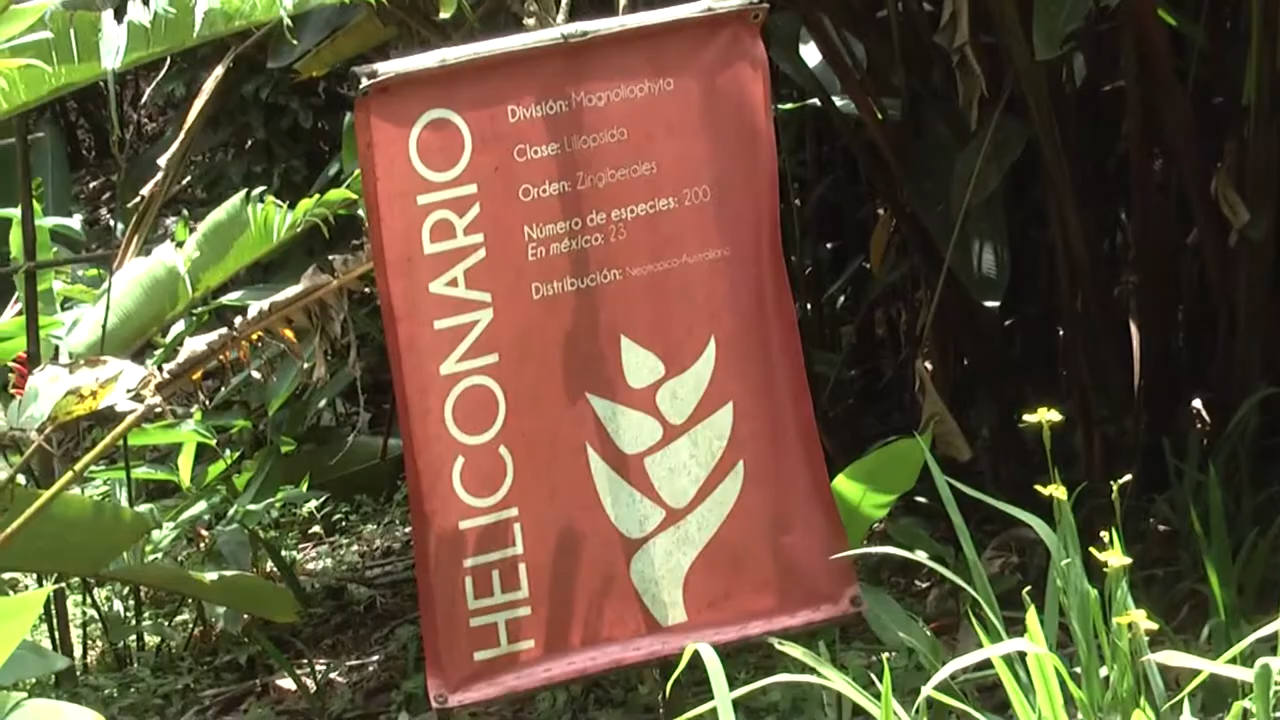 HELICONARIO
División: Magnoliophyta
Clase: Liliopsida
Orden: Zingiberales
Número de especies: 200
En méxico: 23
Distribución: Neotropico-Australiano